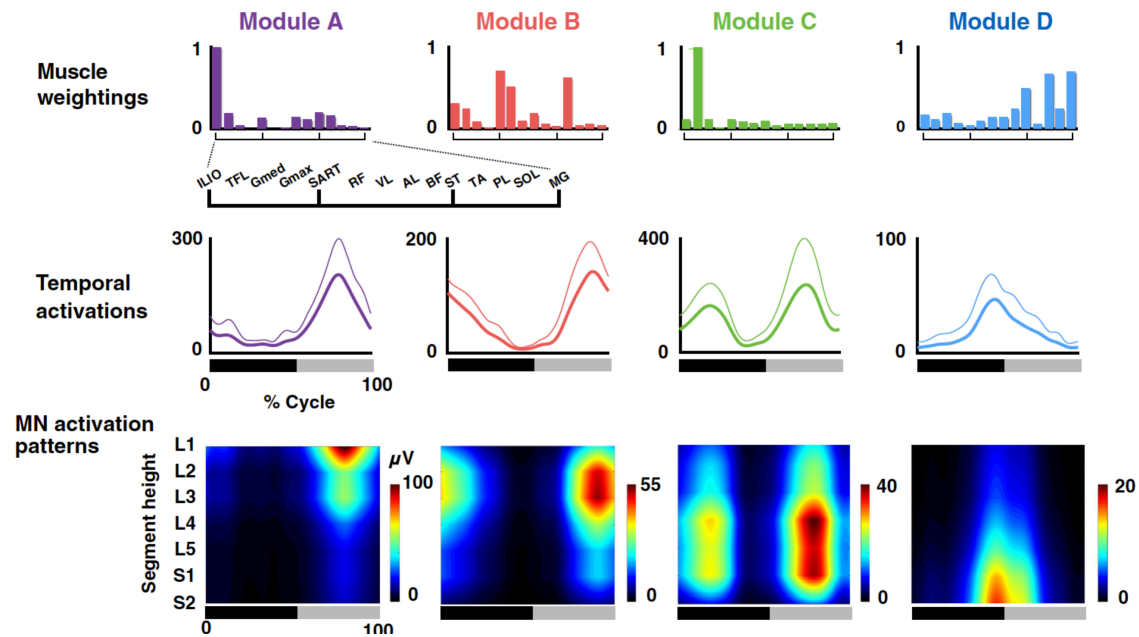 Module A Module B Module C Module D
Muscle weightings
1 1 1 1
0 0 0 0
ILIO TFL Gmed Gmax SART RF VL AL BF ST TA PL SOL MG
Temporal activations
300 200 400 100
0 0 0 0
0 100
% Cycle
MN activation patterns
Segment height
L1
L2
L3
L4
L5
S1
S2
µV
100 55 40 20
0 0 0 0
0 100